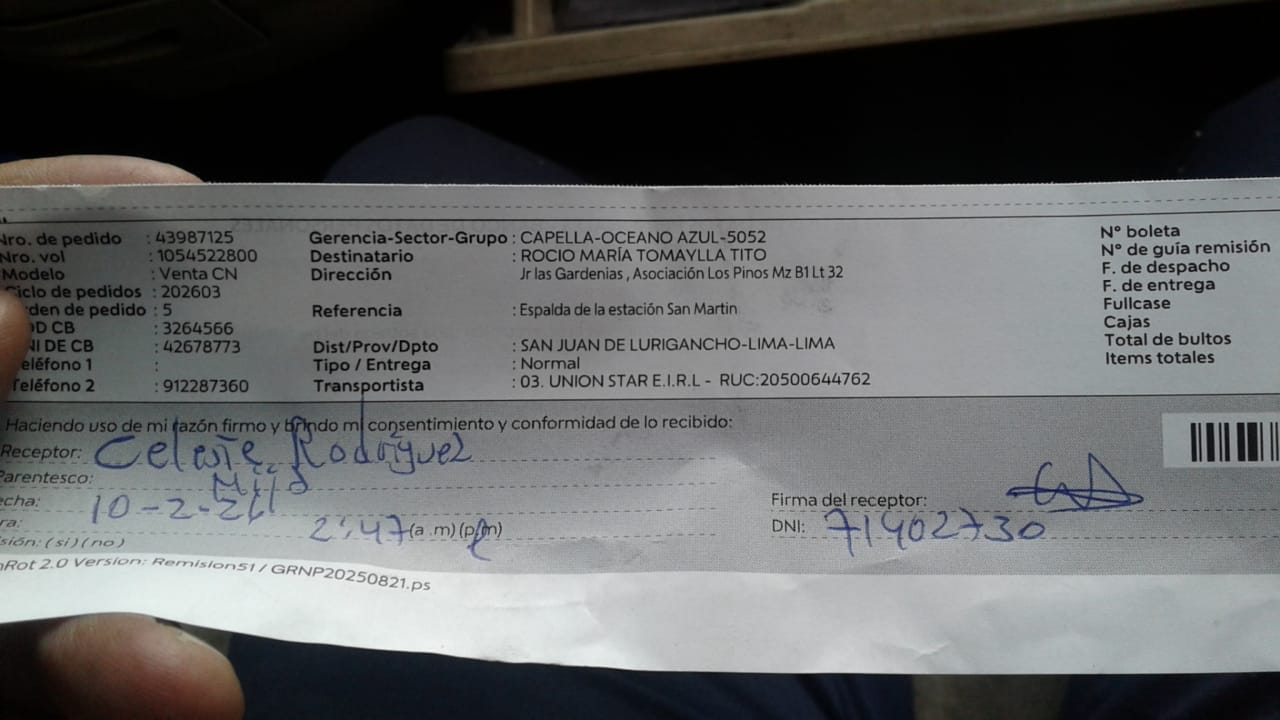 Nro. de pedido : 43987125 Gerencia-Sector-Grupo : CAPELLA-OCEANO AZUL-5052 N° boleta
Nro. vol : 1054522800 Destinatario : ROCIO MARÍA TOMAYLLA TITO N° de guía remisión
Modelo : Venta CN Dirección Jr las Gardenias , Asociación Los Pinos Mz B1 Lt 32 F. de despacho
Ciclo de pedidos : 202603 F. de entrega
rden de pedido : 5 Referencia : Espalda de la estación San Martin Fullcase
OD CB : 3264566 Cajas
NI DE CB : 42678773 Dist/Prov/Dpto : SAN JUAN DE LURIGANCHO-LIMA-LIMA Total de bultos
eléfono 1 : Tipo / Entrega : Normal Items totales
Teléfono 2 : 912287360 Transportista : 03. UNION STAR E.I.R.L - RUC:20500644762
Haciendo uso de mi razón firmo y brindo mi consentimiento y conformidad de lo recibido:
Receptor: Celeste Rodriguez
Parentesco:
echa: 10-2-26 Firma del receptor:
ra: 2:47 (a .m) (p.m) DNI: 71902730
sión: ( si ) ( no )
Rot 2.0 Version: Remision51 / GRNP20250821.ps